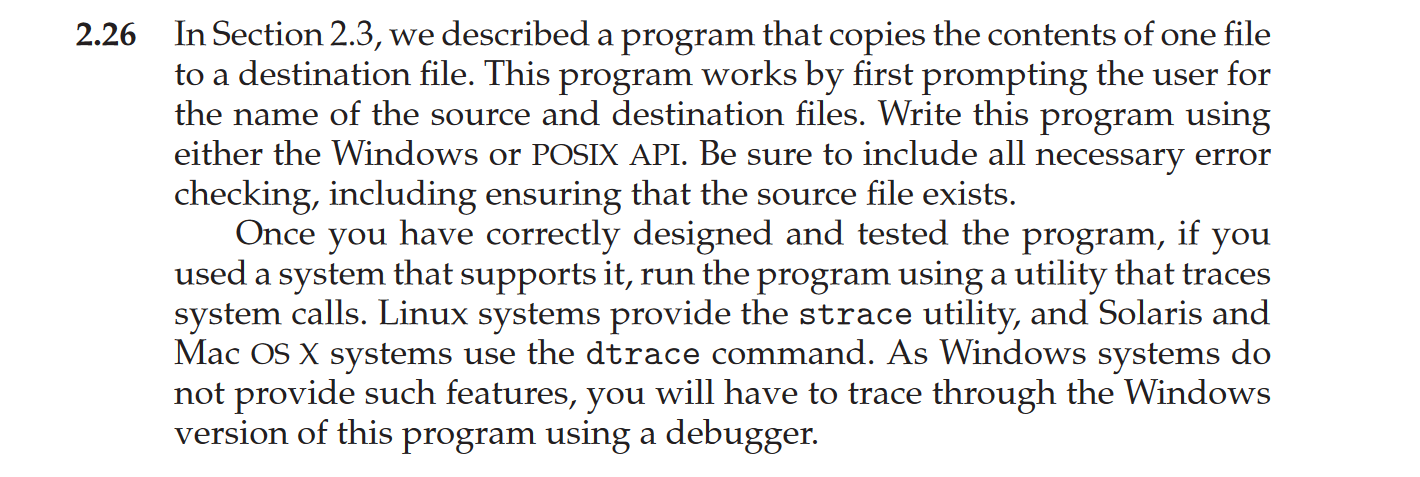 2.26 In Section 2.3, we described a program that copies the contents of one file
to a destination file. This program works by first prompting the user for
the name of the source and destination files. Write this program using
either the Windows or POSIX API. Be sure to include all necessary error
checking, including ensuring that the source file exists.
Once you have correctly designed and tested the program, if you
used a system that supports it, run the program using a utility that traces
system calls. Linux systems provide the strace utility, and Solaris and
Mac OS X systems use the dtrace command. As Windows systems do
not provide such features, you will have to trace through the Windows
version of this program using a debugger.